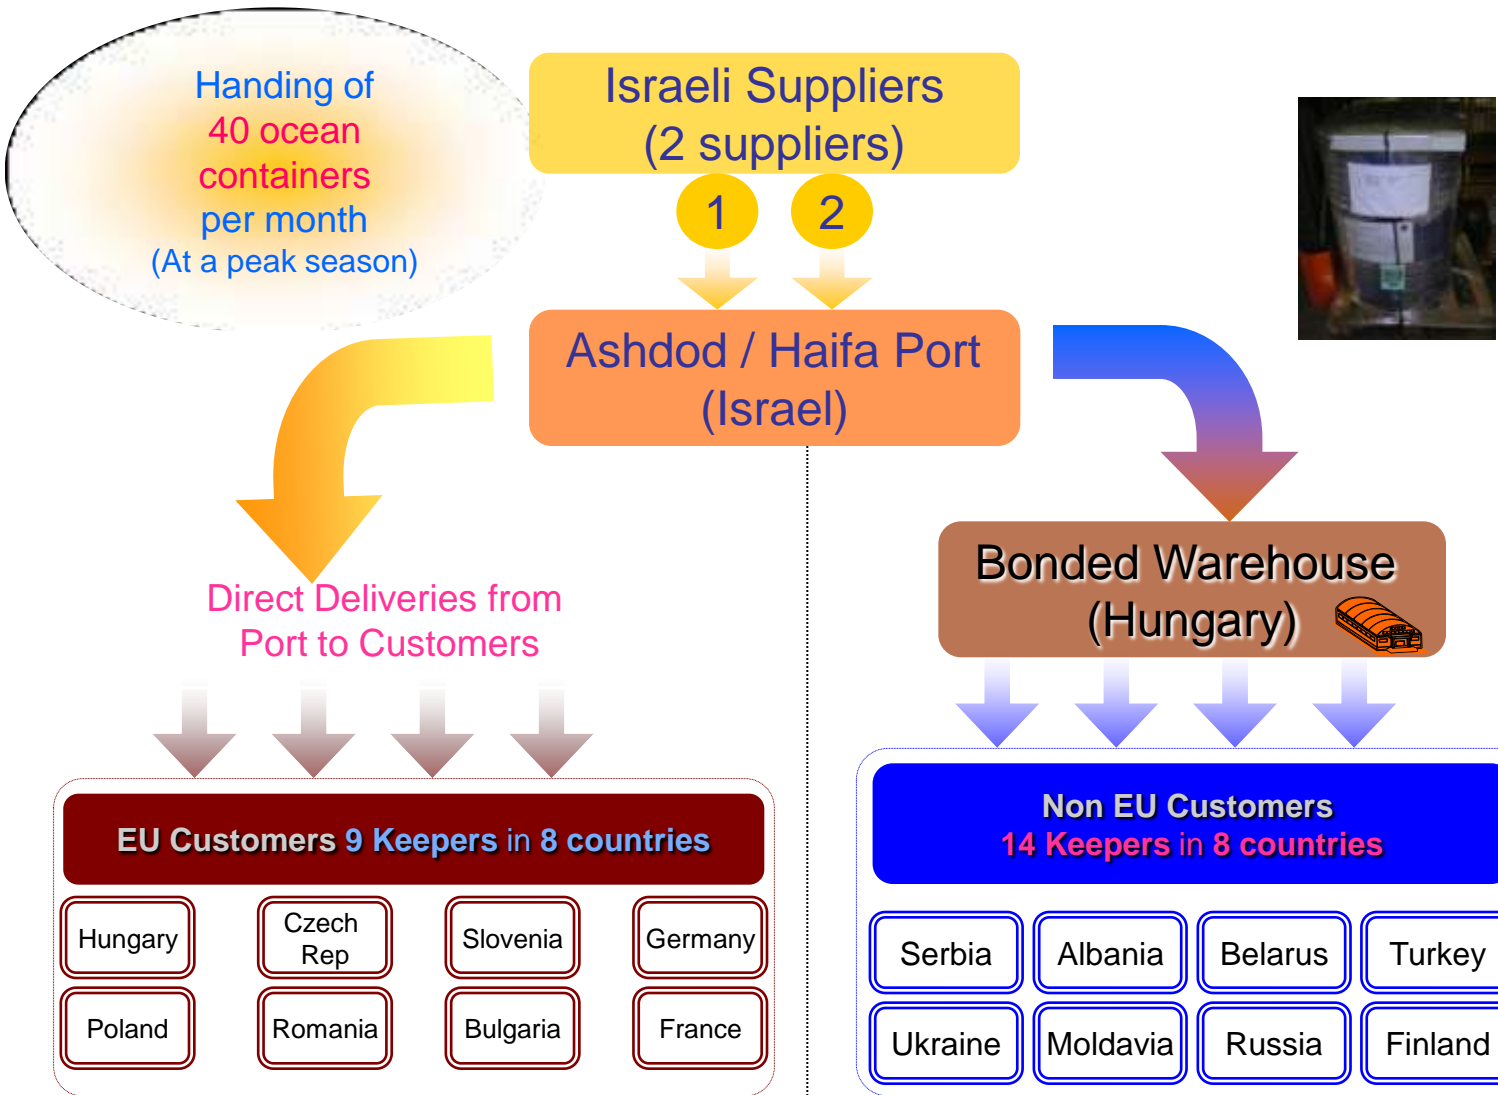 Handing of
40 ocean
containers
per month
(At a peak season)
Israeli Suppliers
(2 suppliers)
1 2
Ashdod / Haifa Port
(Israel)
Direct Deliveries from
Port to Customers
Bonded Warehouse
(Hungary)
EU Customers 9 Keepers in 8 countries
Hungary
Czech
Rep
Slovenia
Germany
Poland
Romania
Bulgaria
France
Non EU Customers
14 Keepers in 8 countries
Serbia
Albania
Belarus
Turkey
Ukraine
Moldavia
Russia
Finland